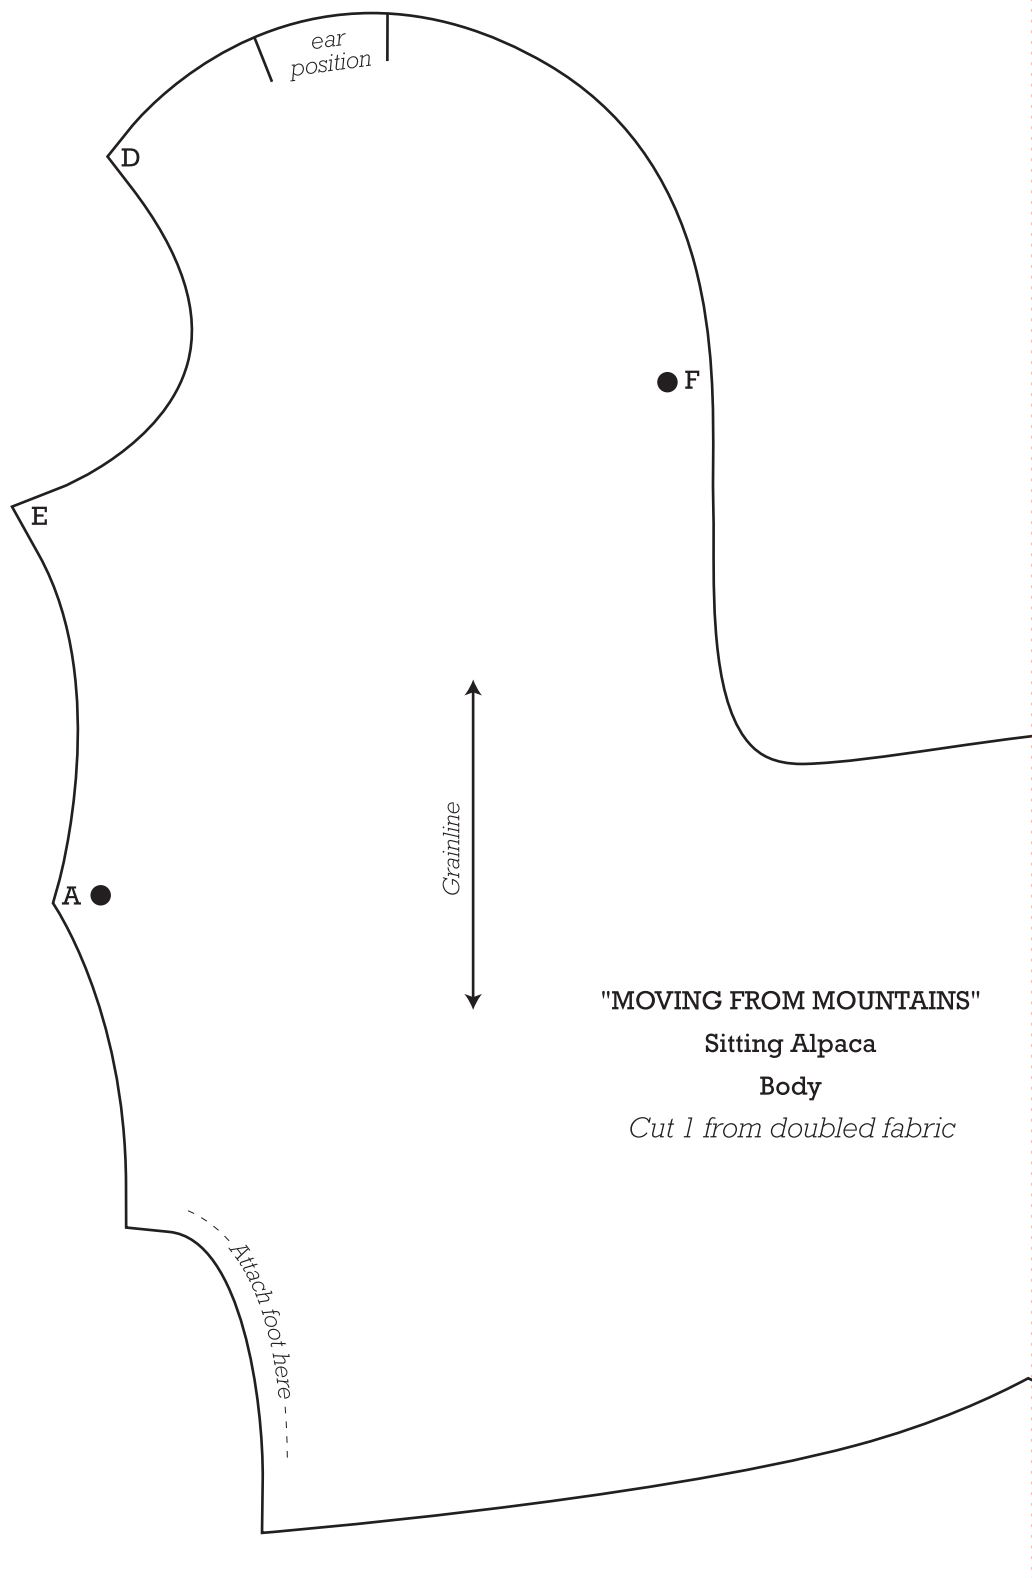 ear
position
D
F
E
Grainline
A
"MOVING FROM MOUNTAINS"
Sitting Alpaca
Body
Cut 1 from doubled fabric
Attach foot here